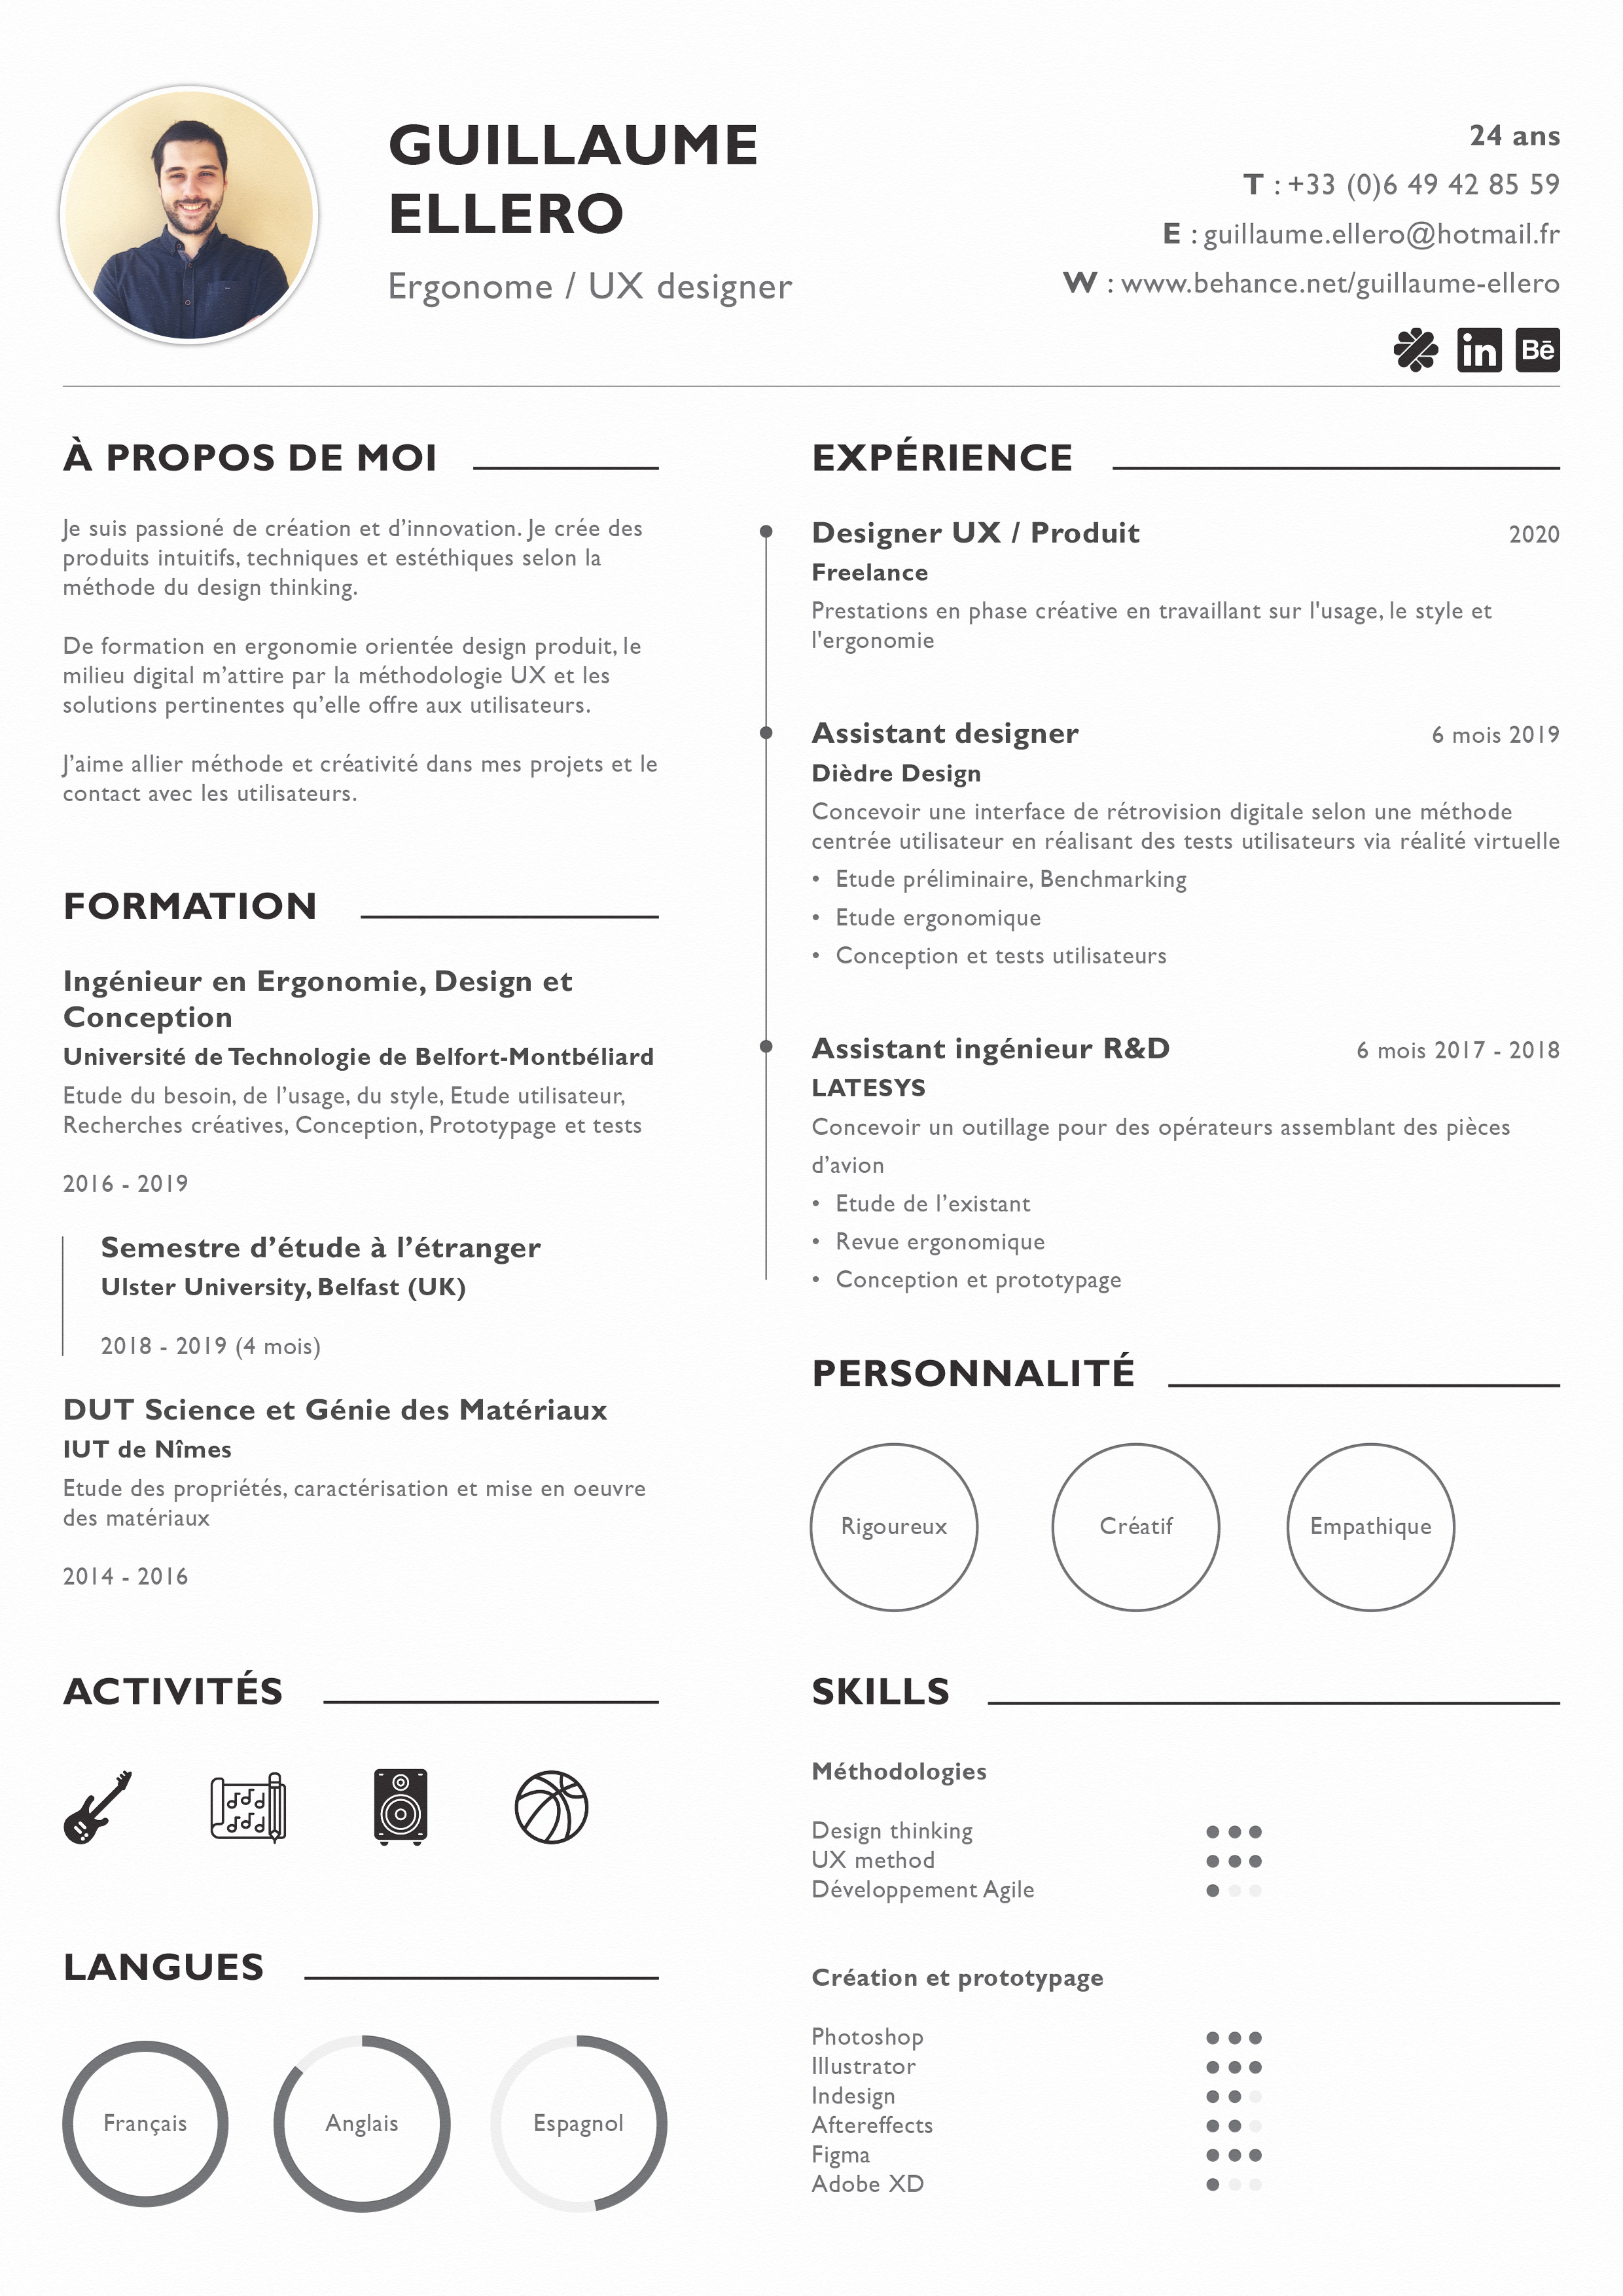 GUILLAUME
ELLERO
Ergonome / UX designer
24 ans
T : +33 (0)6 49 42 85 59
E : guillaume.ellero@hotmail.fr
W : www.behance.net/guillaume-ellero
in
Bē
À PROPOS DE MOI
Je suis passioné de création et d’innovation. Je crée des
produits intuitifs, techniques et estéthiques selon la
méthode du design thinking.
De formation en ergonomie orientée design produit, le
milieu digital m’attire par la méthodologie UX et les
solutions pertinentes qu’elle offre aux utilisateurs.
J’aime allier méthode et créativité dans mes projets et le
contact avec les utilisateurs.
FORMATION
Ingénieur en Ergonomie, Design et
Conception
Université de Technologie de Belfort-Montbéliard
Etude du besoin, de l’usage, du style, Etude utilisateur,
Recherches créatives, Conception, Prototypage et tests
2016 - 2019
Semestre d’étude à l’étranger
Ulster University, Belfast (UK)
2018 - 2019 (4 mois)
DUT Science et Génie des Matériaux
IUT de Nîmes
Etude des propriétés, caractérisation et mise en oeuvre
des matériaux
2014 - 2016
ACTIVITÉS
LANGUES
Français
Anglais
Espagnol
EXPÉRIENCE
Designer UX / Produit 2020
Freelance
Prestations en phase créative en travaillant sur l'usage, le style et
l'ergonomie
Assistant designer 6 mois 2019
Dièdre Design
Concevoir une interface de rétrovision digitale selon une méthode
centrée utilisateur en réalisant des tests utilisateurs via réalité virtuelle
• Etude préliminaire, Benchmarking
• Etude ergonomique
• Conception et tests utilisateurs
Assistant ingénieur R&D 6 mois 2017 - 2018
LATESYS
Concevoir un outillage pour des opérateurs assemblant des pièces
d’avion
• Etude de l’existant
• Revue ergonomique
• Conception et prototypage
PERSONNALITÉ
Rigoureux
Créatif
Empathique
SKILLS
Méthodologies
Design thinking
UX method
Développement Agile
Création et prototypage
Photoshop
Illustrator
Indesign
Aftereffects
Figma
Adobe XD